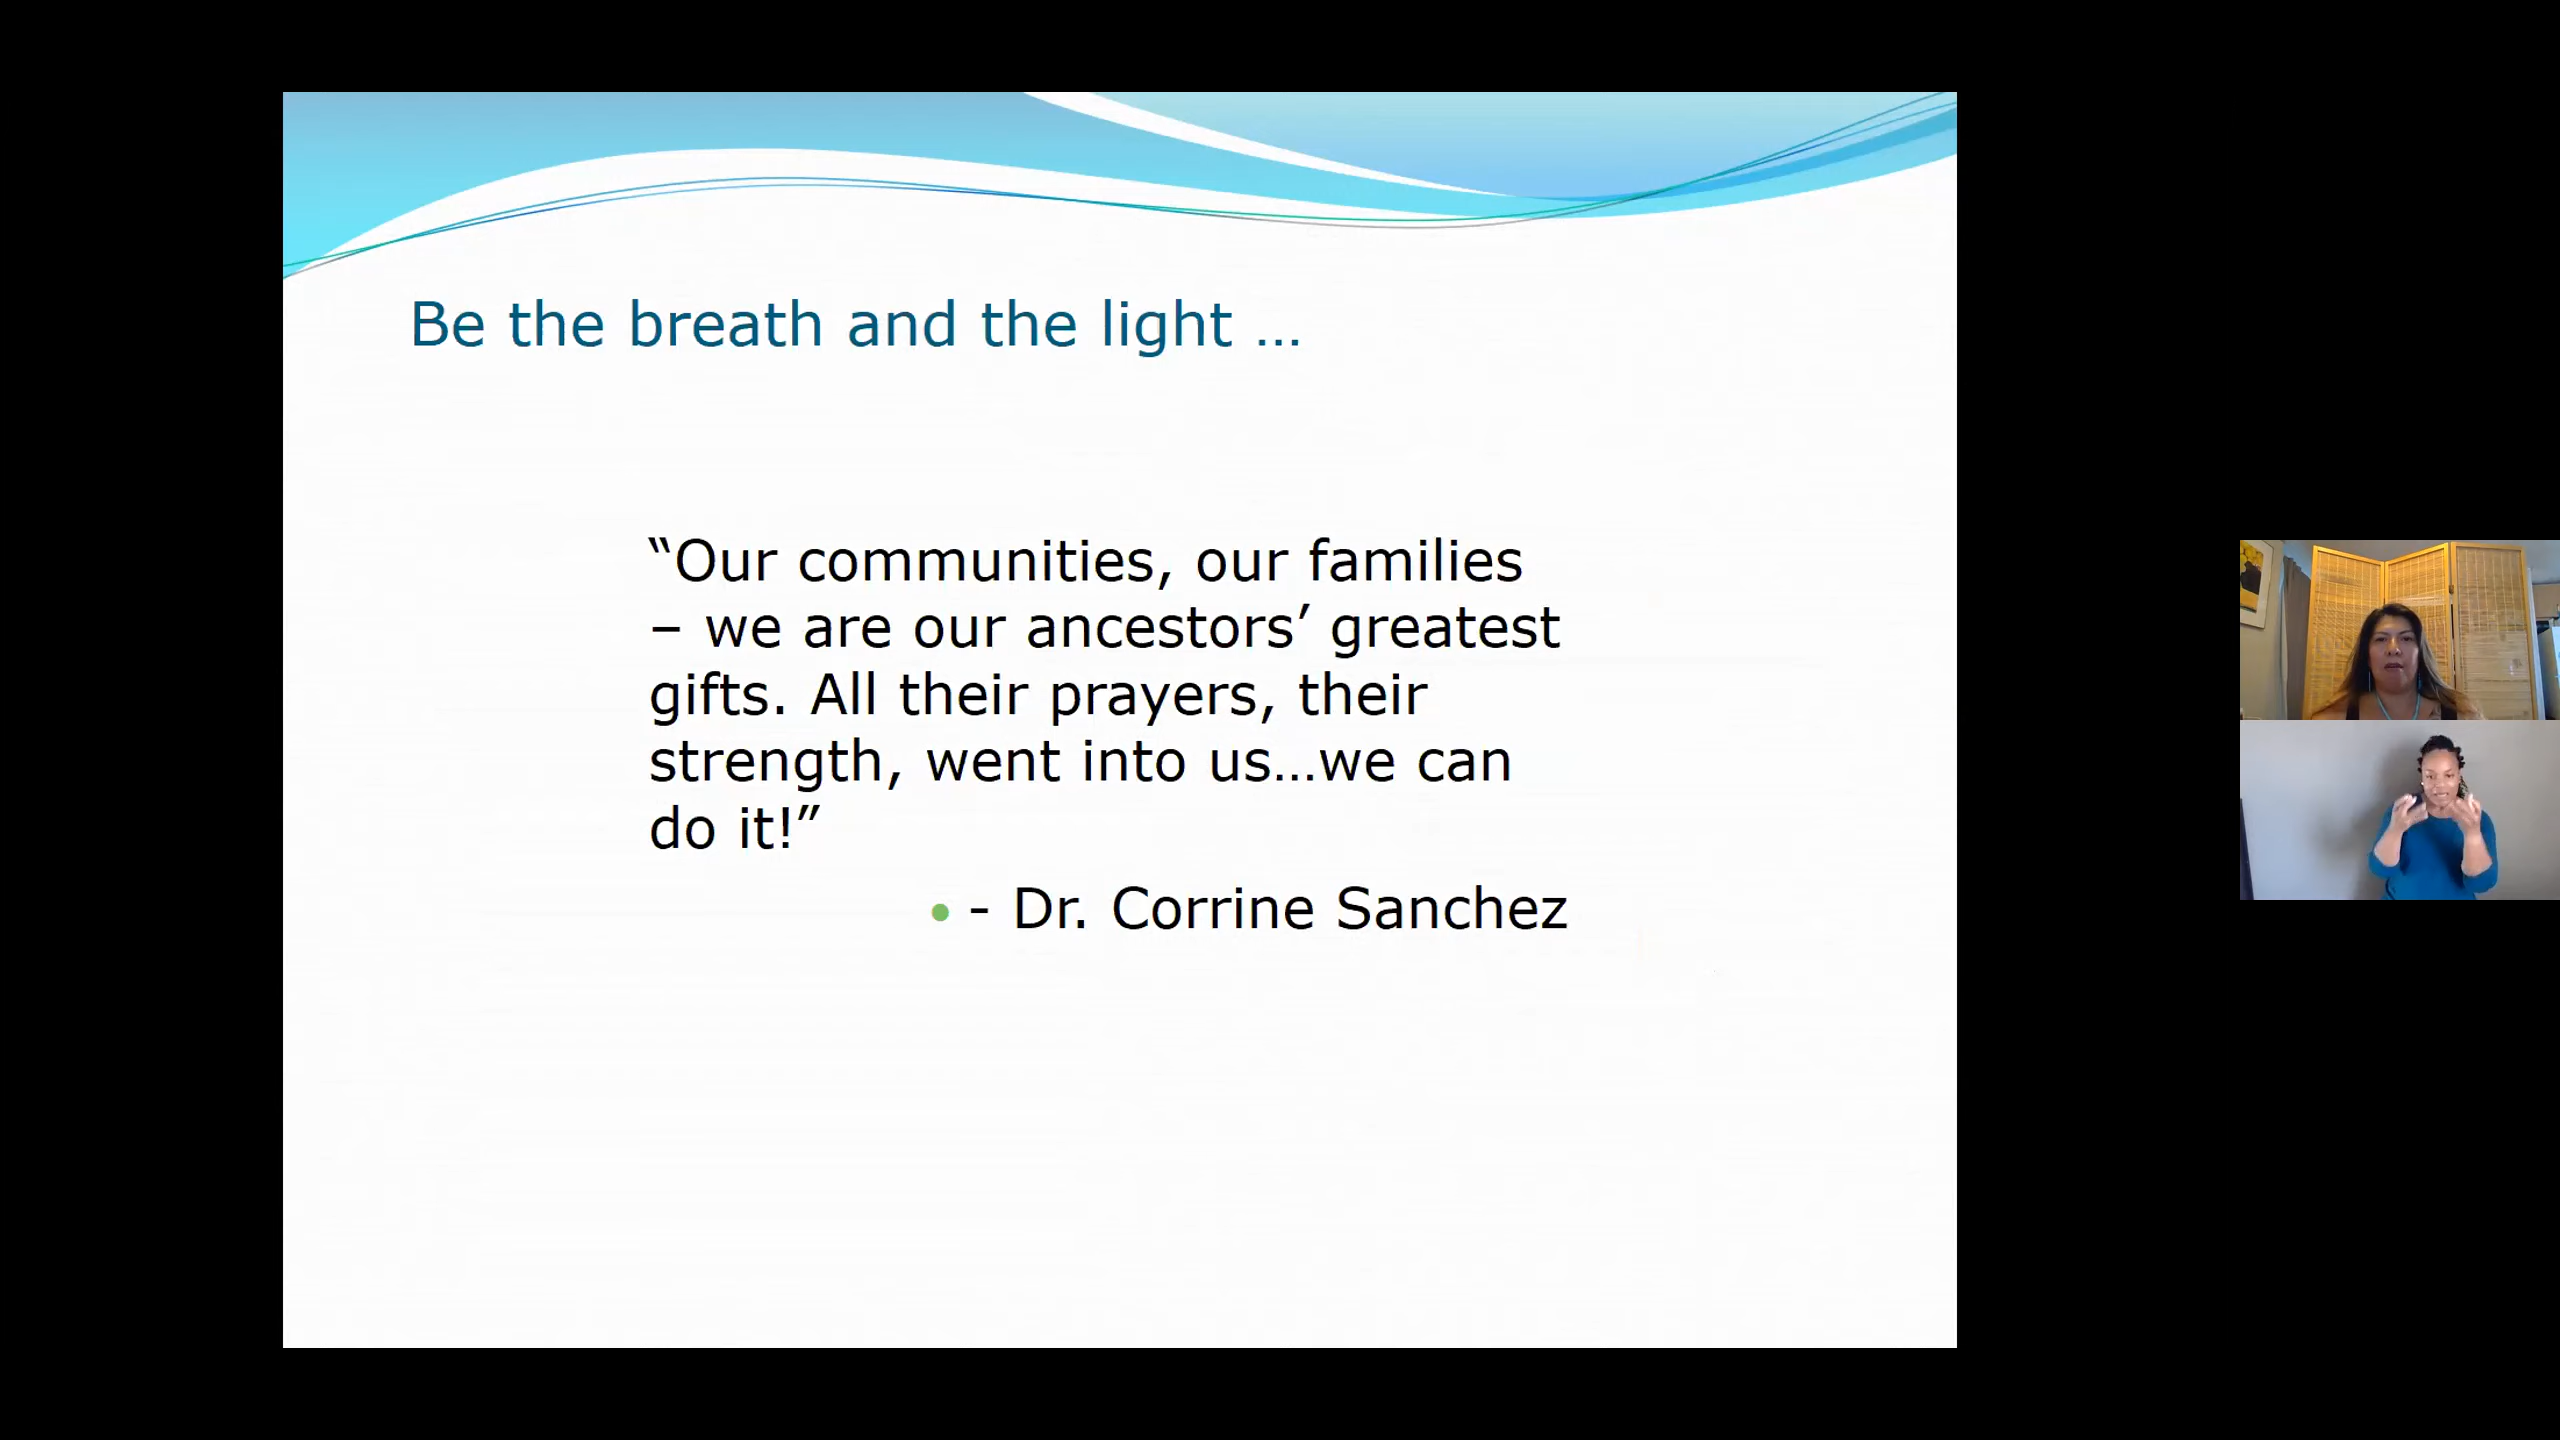 Be the breath and the light …
“Our communities, our families
– we are our ancestors’ greatest
gifts. All their prayers, their
strength, went into us…we can
do it!”
- Dr. Corrine Sanchez